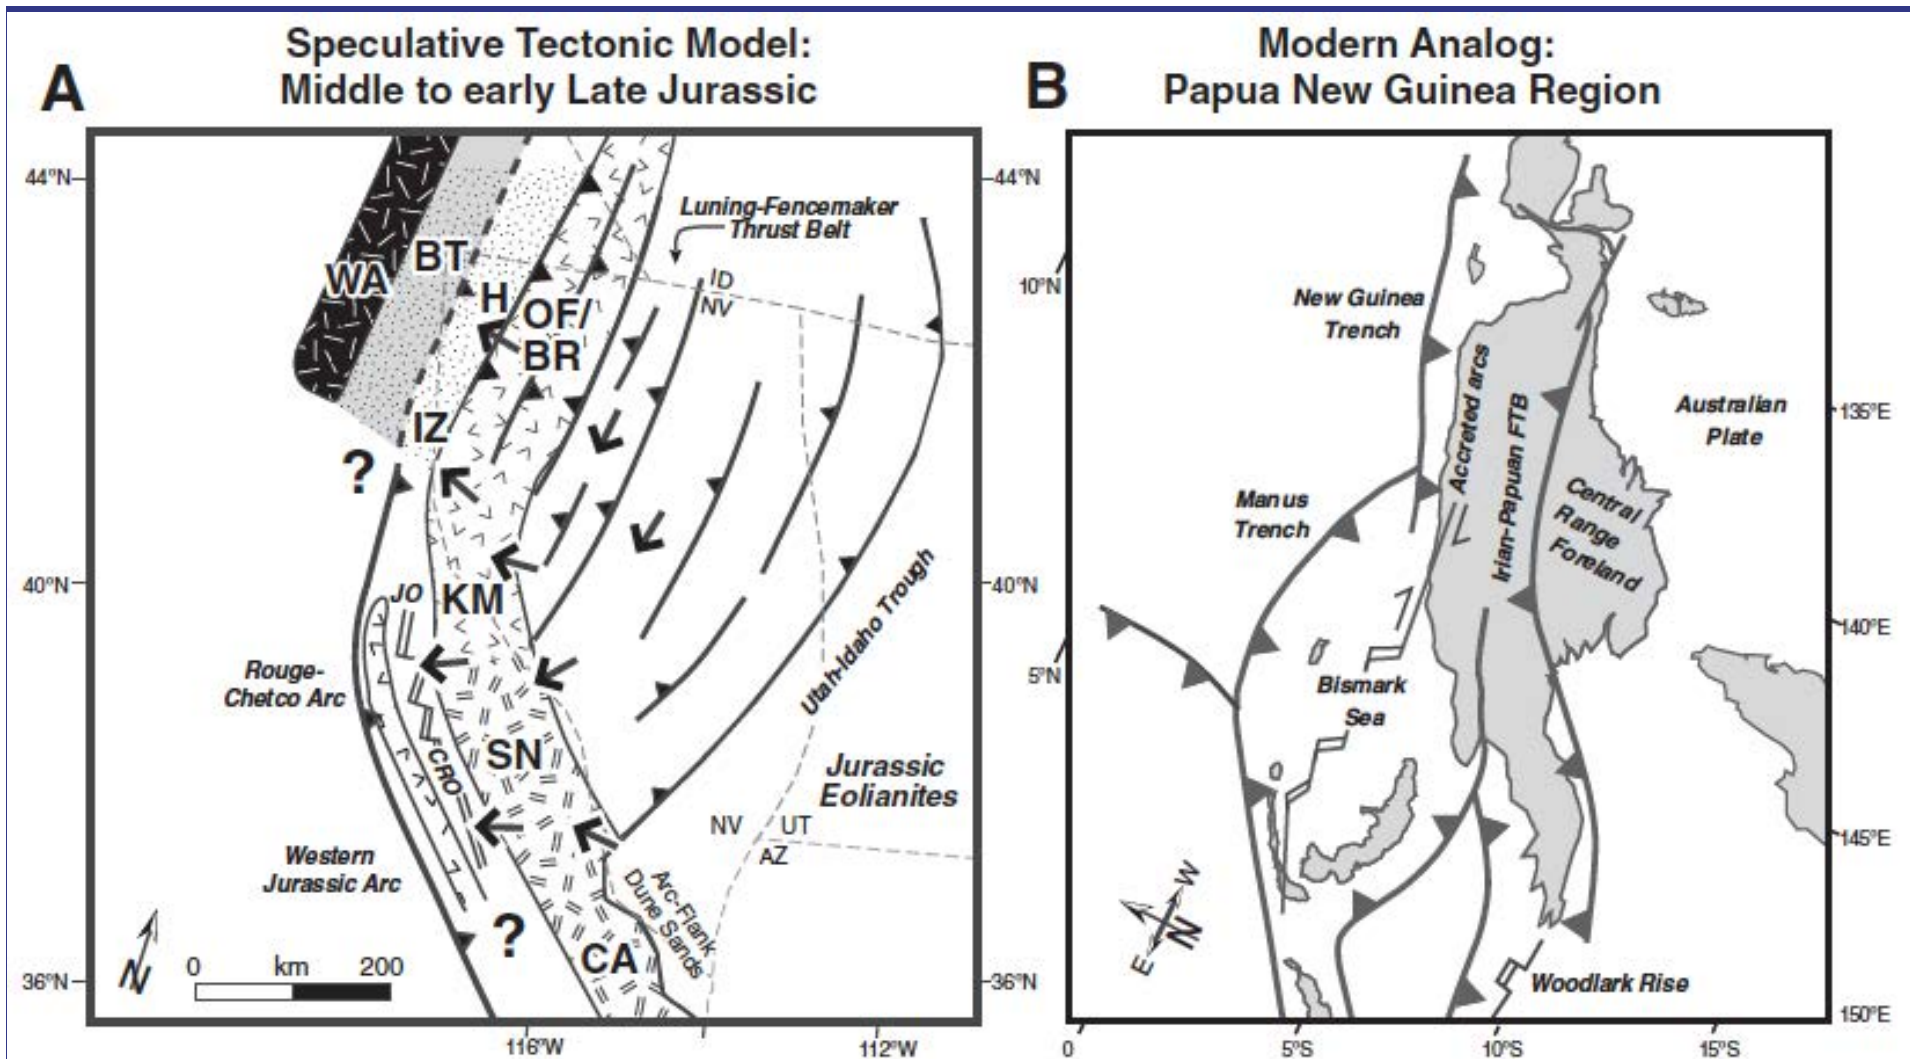 Speculative Tectonic Model:
Middle to early Late Jurassic
A
44°N
44°N
Luning-Fencemaker
Thrust Belt
WA
BT
H
OF/
BR
ID
NV
IZ
?
40°N
40°N
JO
KM
Utah-Idaho Trough
Rouge-
Chetco Arc
CRO
SN
Jurassic
Eolianites
NV
UT
AZ
Western
Jurassic Arc
Arc-Flank
Dune Sands
?
CA
N
0 km 200
36°N
36°N
116°W
112°W
Modern Analog:
Papua New Guinea Region
B
10°N
New Guinea
Trench
Accreted arcs
Irian-Papuan FTB
Australian
Plate
135°E
Manus
Trench
Central
Range
Foreland
140°E
5°N
Bismark
Sea
145°E
W
N
E
Woodlark Rise
150°E
0
5°S
10°S
15°S